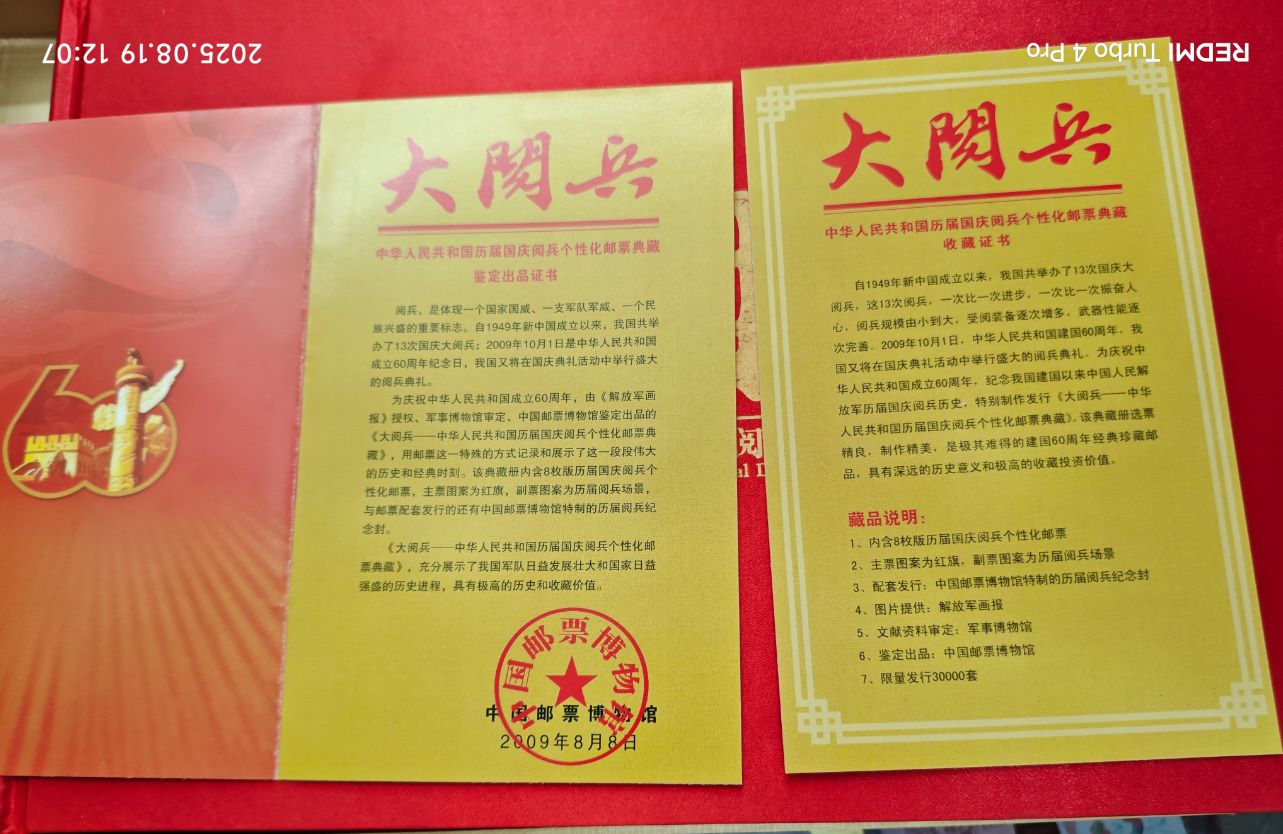 2025.08.19 12:07
REDMI Turbo 4 Pro
大阅兵
中华人民共和国历届国庆阅兵个性化邮票典藏
鉴定出品证书
阅兵，是体现一个国家国威、一支军队军威、一个民
族兴盛的重要标志。自1949年新中国成立以来，我国共举
办了13次国庆大阅兵；2009年10月1日是中华人民共和国
成立60周年纪念日，我国又将在国庆典礼活动中举行盛大
的阅兵典礼。
为庆祝中华人民共和国成立60周年，由《解放军画
报》授权、军事博物馆审定、中国邮票博物馆鉴定出品的
《大阅兵——中华人民共和国历届国庆阅兵个性化邮票典
藏》，用邮票这一特殊的方式记录和展示了这一段段伟大
的历史和经典时刻。该典藏册内含8枚版历届国庆阅兵个
性化邮票，主票图案为红旗，副票图案为历届阅兵场景，
与邮票配套发行的还有中国邮票博物馆特制的历届阅兵纪
念封。
《大阅兵——中华人民共和国历届国庆阅兵个性化邮
票典藏》，充分展示了我国军队日益发展壮大和国家日益
强盛的历史进程，具有极高的历史和收藏价值。
中国邮票博物馆
中国邮票博物馆
2009年8月8日
60
大阅兵
中华人民共和国历届国庆阅兵个性化邮票典藏
收藏证书
自1949年新中国成立以来，我国共举办了13次国庆大
阅兵，这13次阅兵，一次比一次进步，一次比一次振奋人
心，阅兵规模由小到大，受阅装备逐次增多，武器性能逐
次完善。2009年10月1日，中华人民共和国建国60周年，我
国又将在国庆典礼活动中举行盛大的阅兵典礼。为庆祝中
华人民共和国成立60周年，纪念我国建国以来中国人民解
放军历届国庆阅兵历史，特别制作发行《大阅兵——中华
人民共和国历届国庆阅兵个性化邮票典藏》。该典藏册选票
精良，制作精美，是极其难得的建国60周年经典珍藏邮
品，具有深远的历史意义和极高的收藏投资价值。
藏品说明：
1、内含8枚版历届国庆阅兵个性化邮票
2、主票图案为红旗，副票图案为历届阅兵场景
3、配套发行：中国邮票博物馆特制的历届阅兵纪念封
4、图片提供：解放军画报
5、文献资料审定：军事博物馆
6、鉴定出品：中国邮票博物馆
7、限量发行30000套
阅
al D